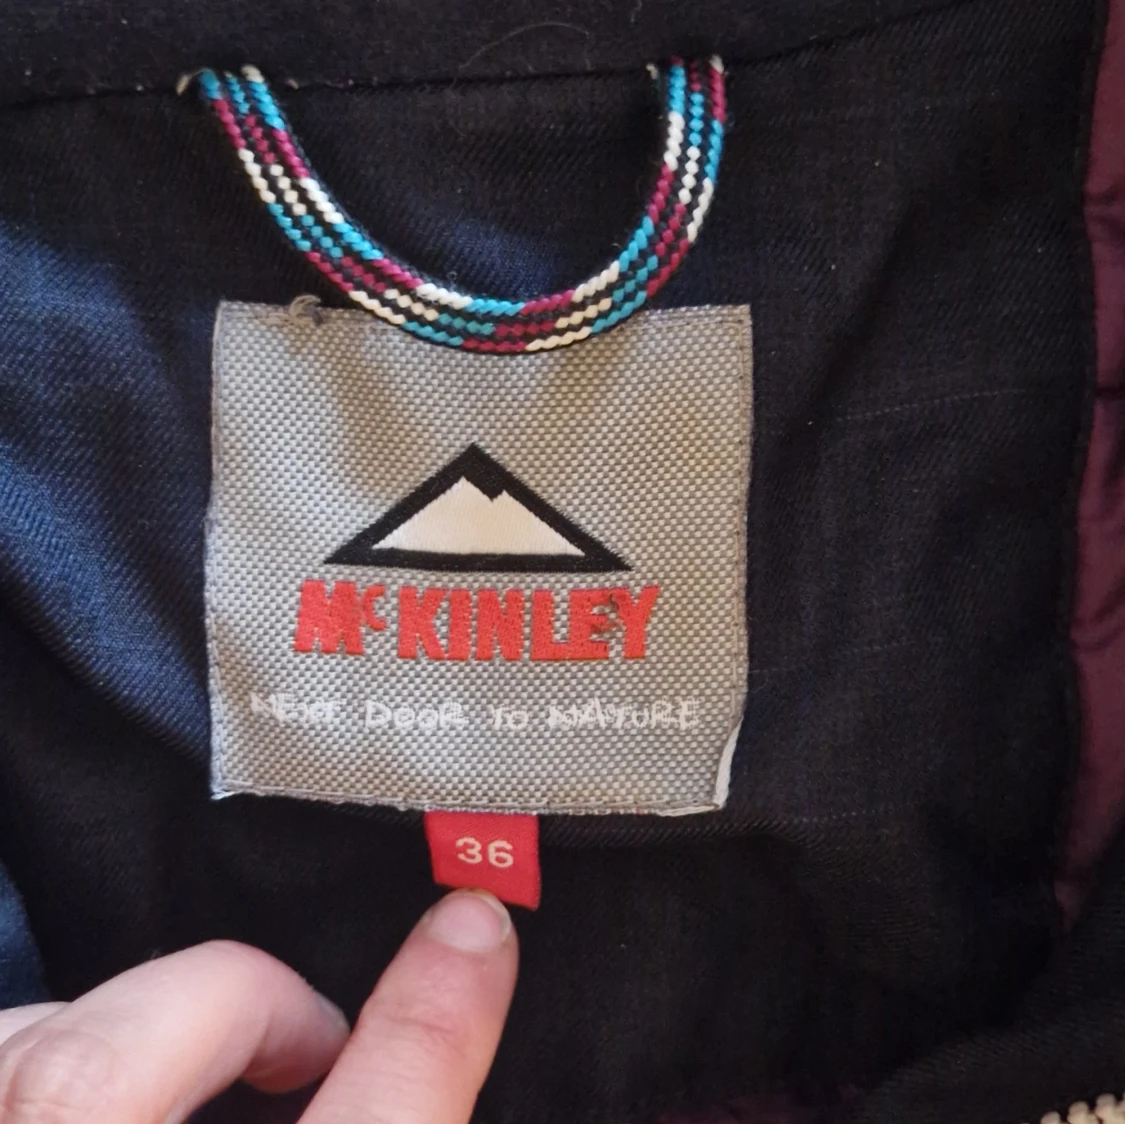 McKINLEY
NEXT DOOR TO NATURE
36